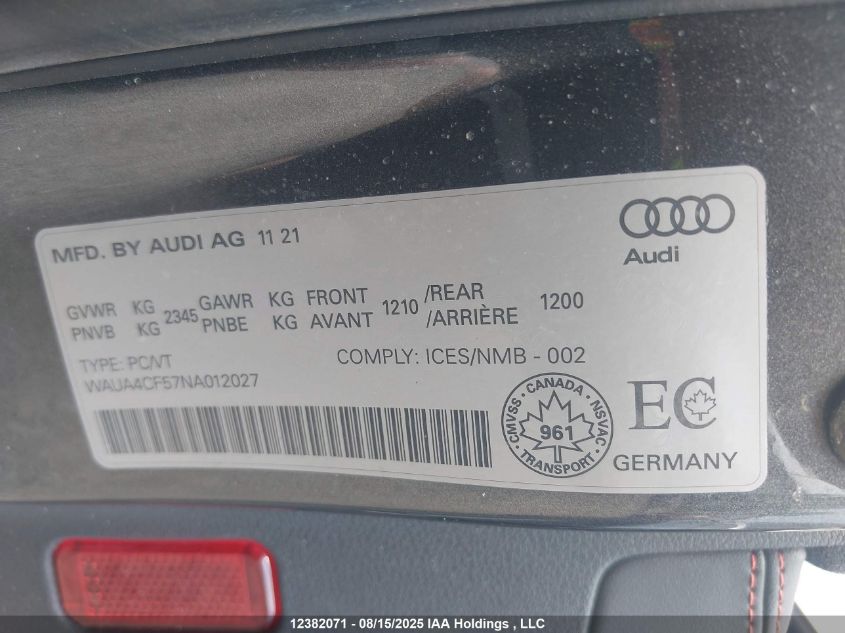 MFD. BY AUDI AG 11 21
Audi
GVWR KG 2345 GAWR KG FRONT 1210 /REAR 1200
PNVB KG PNBE KG AVANT /ARRIÈRE
TYPE: PC/VT
COMPLY: ICES/NMB - 002
WAUA4CF57NA012027
CANADA
CMVSS NSVAC
961
TRANSPORT
EC
GERMANY
12382071 - 08/15/2025 IAA Holdings , LLC